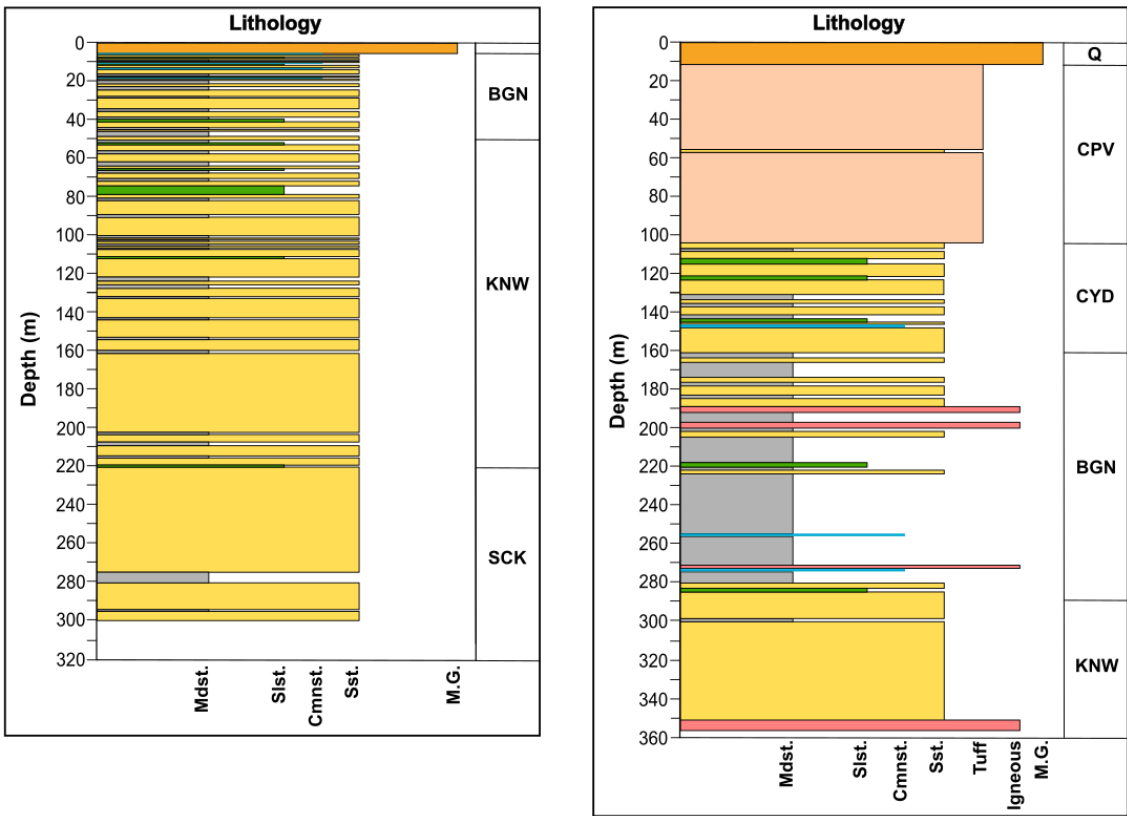 Lithology
0
20
40
60
80
100
120
140
160
180
200
220
240
260
280
300
320
Depth (m)
BGN
KNW
SCK
Mdst.
Slst.
Cmnst.
Sst.
M.G.
Lithology
0
20
40
60
80
100
120
140
160
180
200
220
240
260
280
300
320
340
360
Depth (m)
Q
CPV
CYD
BGN
KNW
Mdst.
Slst.
Cmnst.
Sst.
Tuff
Igneous
M.G.